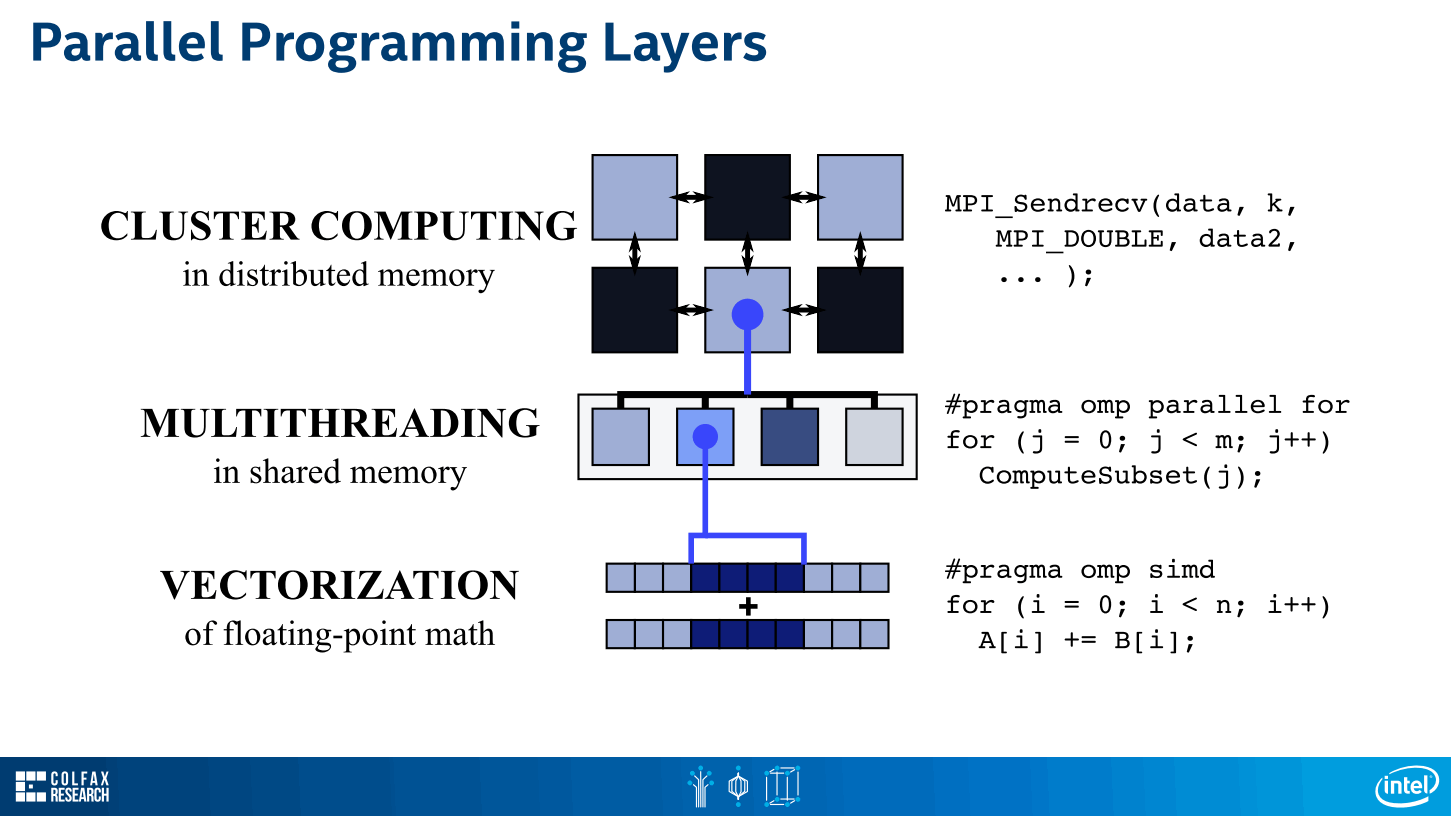 Parallel Programming Layers
CLUSTER COMPUTING
in distributed memory
MPI_Sendrecv(data, k,
   MPI_DOUBLE, data2,
   ... );
MULTITHREADING
in shared memory
#pragma omp parallel for
for (j = 0; j < m; j++)
  ComputeSubset(j);
VECTORIZATION
of floating-point math
+
#pragma omp simd
for (i = 0; i < n; i++)
  A[i] += B[i];
COLFAX
RESEARCH
intel